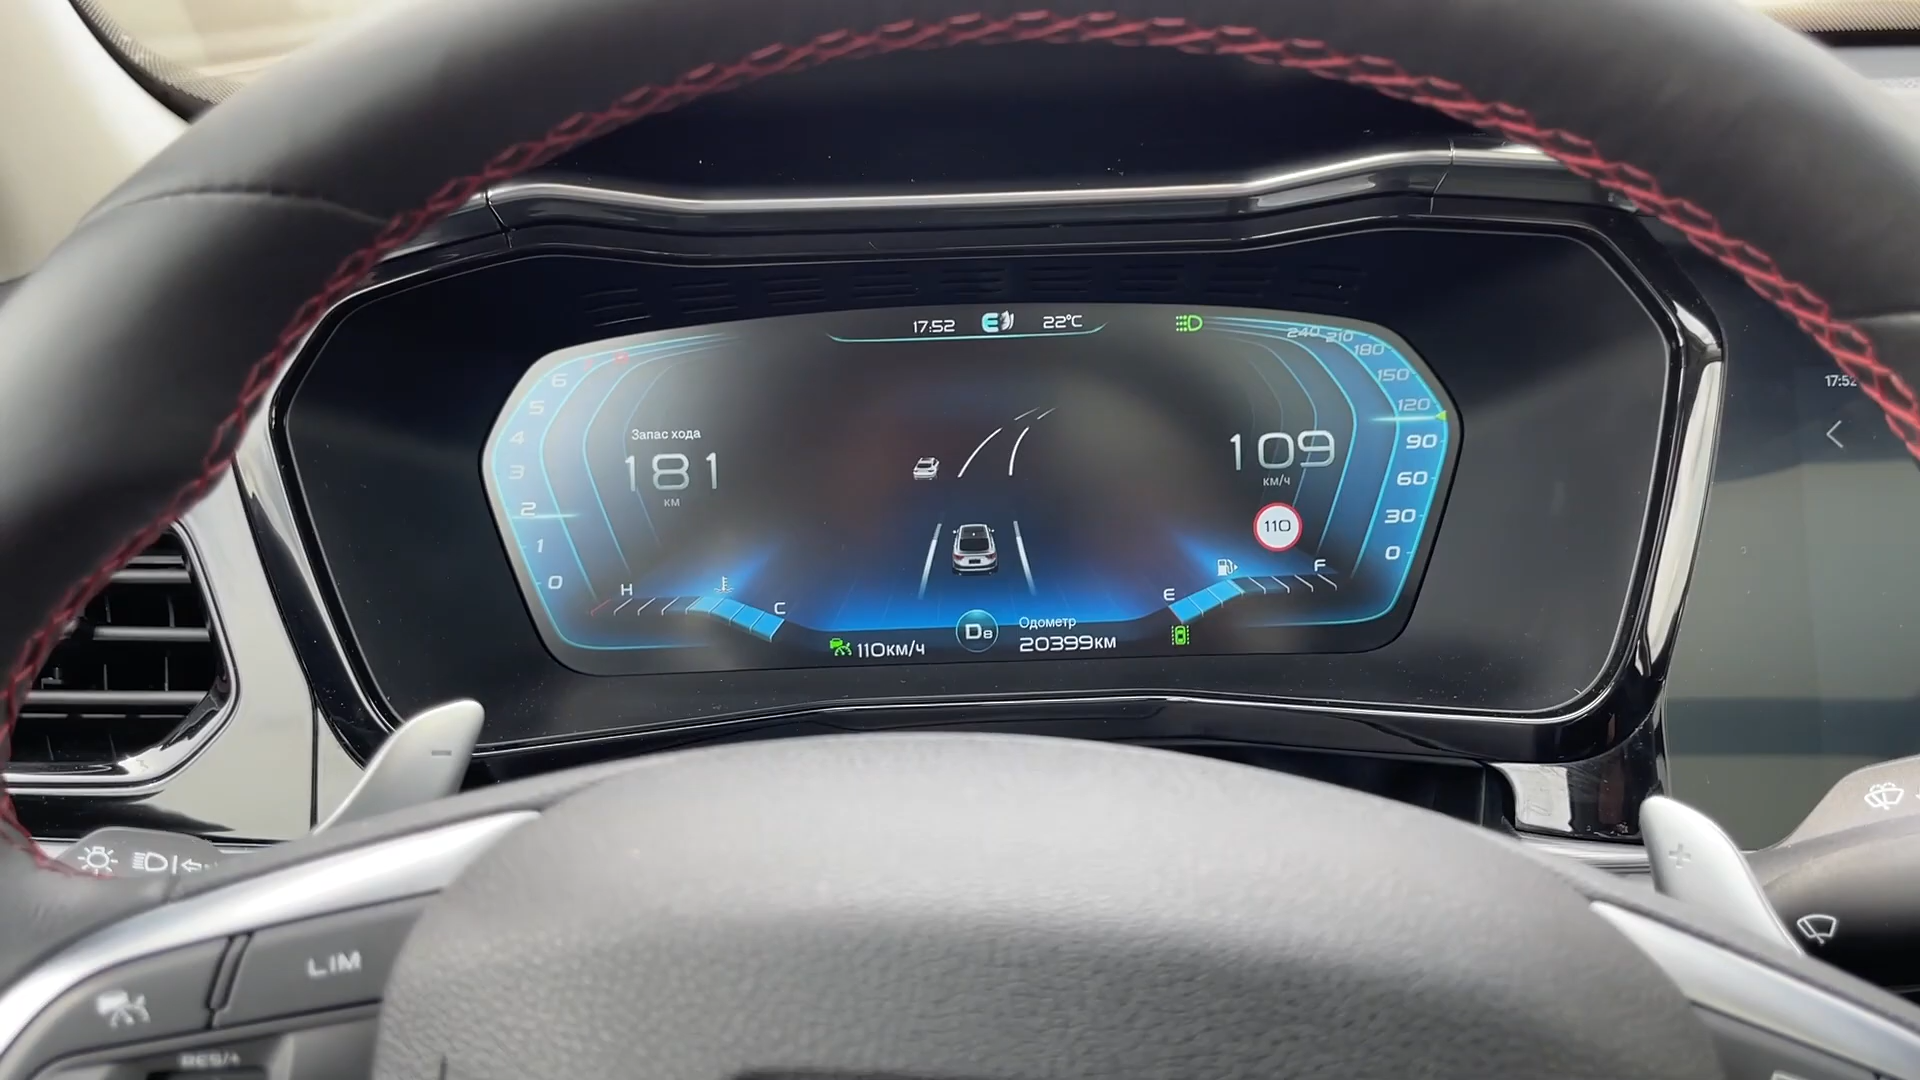 17:52
E
22°C
240
210
180
150
120
90
60
30
0
6
5
4
3
2
1
0
Запас хода
181
км
109
км/ч
110
H
C
E
F
110км/ч
D8
Одометр
20399км
17:52
LIM
RES/+